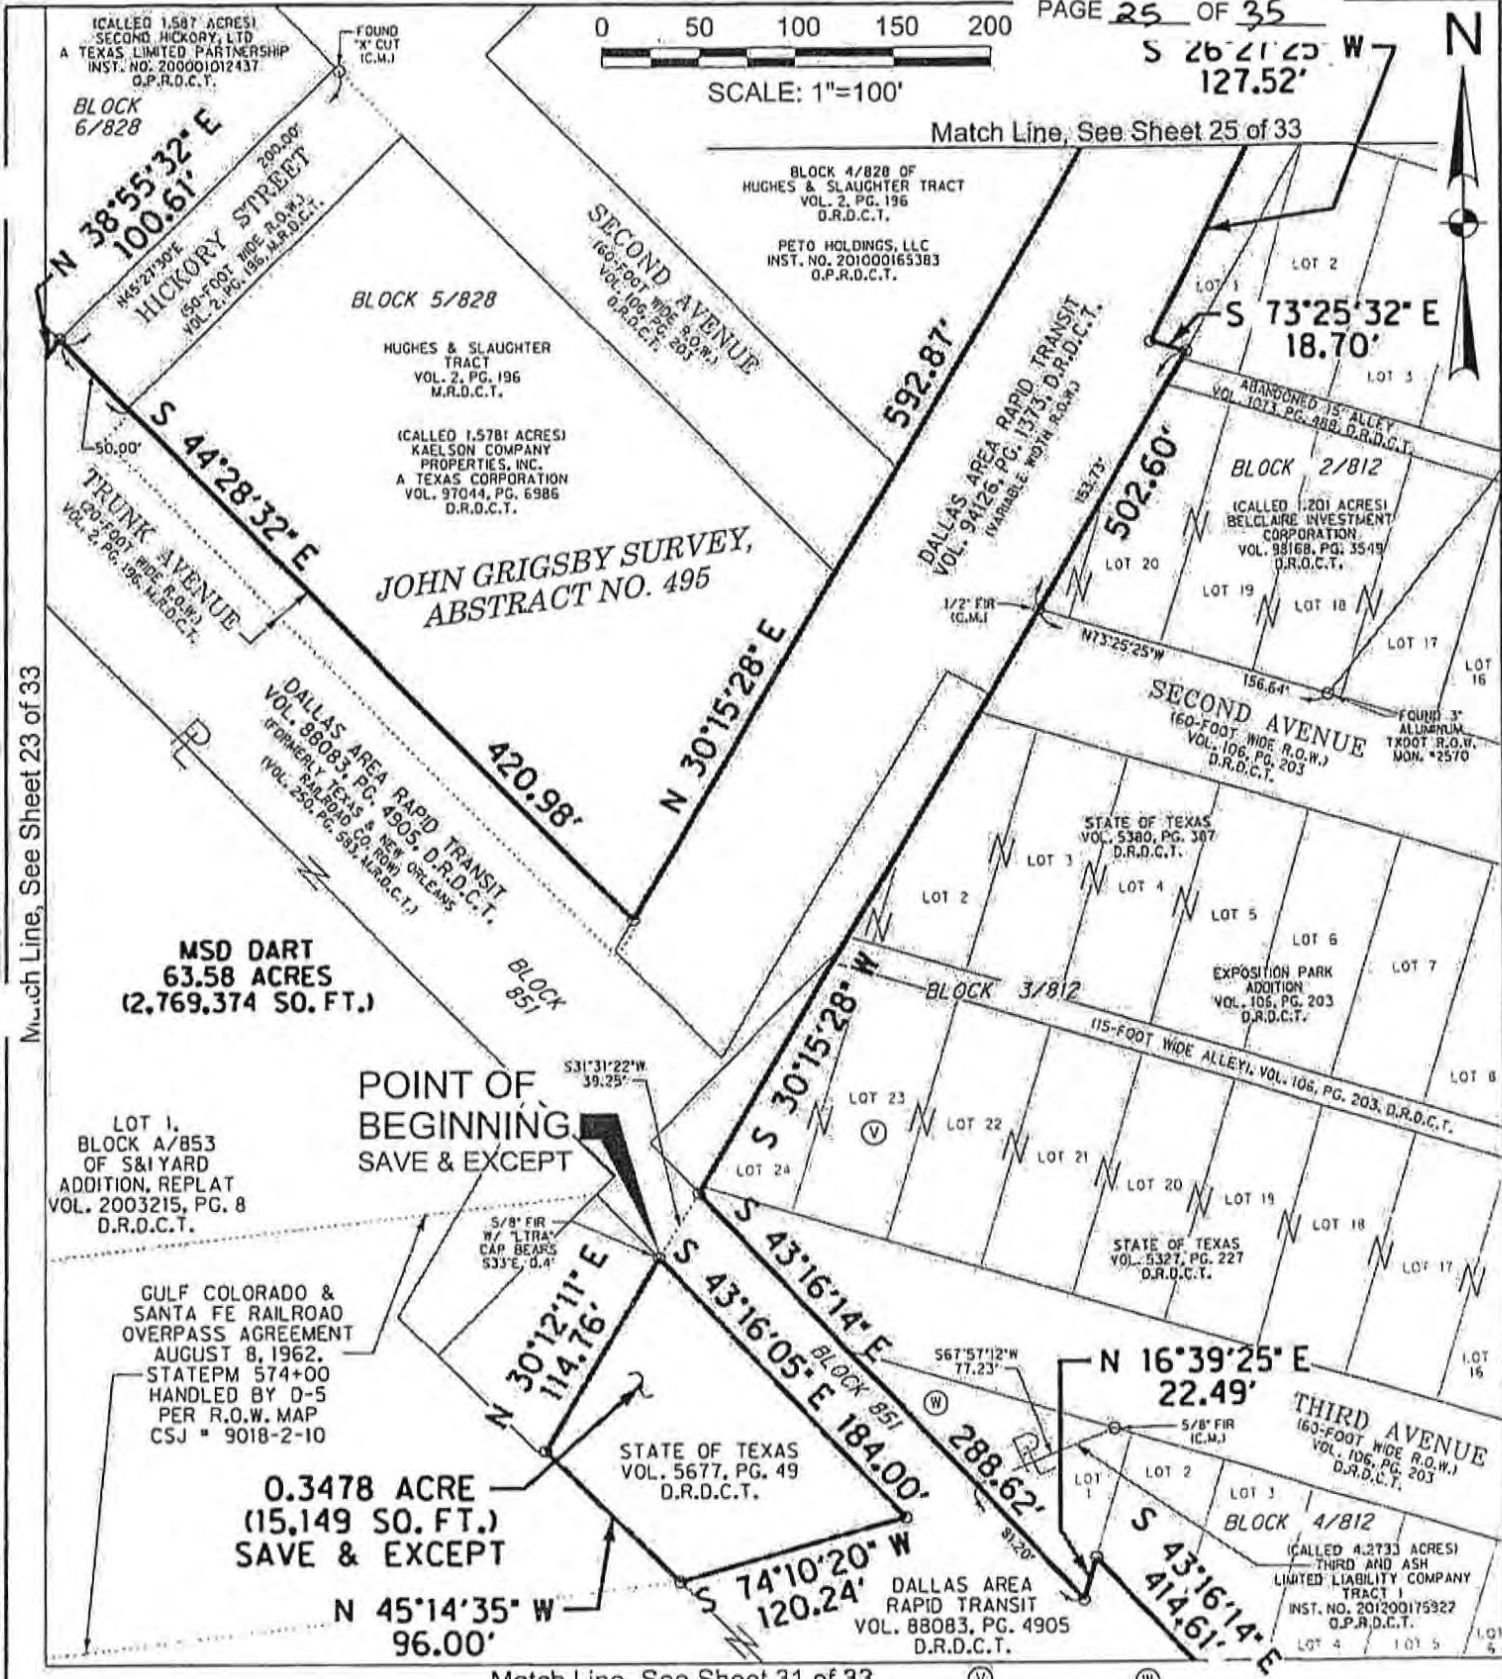 PAGE 25 OF 35
0 50 100 150 200
SCALE: 1"=100'
N
S 26°21'25" W
127.52'
Match Line, See Sheet 25 of 33
(CALLED 1.587 ACRES)
SECOND HICKORY, LTD
A TEXAS LIMITED PARTNERSHIP
INST. NO. 200001012437
O.P.R.D.C.T.
BLOCK
6/828
FOUND
"X" CUT
(C.M.)
N 38°55'32" E
100.61'
200.00'
N45°27'30"E
HICKORY STREET
(50-FOOT WIDE R.O.W.)
VOL. 2, PG. 196, M.R.D.C.T.
BLOCK 5/828
HUGHES & SLAUGHTER
TRACT
VOL. 2, PG. 196
M.R.D.C.T.
(CALLED 1.5781 ACRES)
KAELSON COMPANY
PROPERTIES, INC.
A TEXAS CORPORATION
VOL. 97044, PG. 6986
D.R.D.C.T.
SECOND AVENUE
(60-FOOT WIDE R.O.W.)
VOL. 106, PG. 203
D.R.D.C.T.
BLOCK 4/828 OF
HUGHES & SLAUGHTER TRACT
VOL. 2, PG. 196
D.R.D.C.T.
PETO HOLDINGS, LLC
INST. NO. 201000165383
O.P.R.D.C.T.
592.87'
N 30°15'28" E
DALLAS AREA RAPID TRANSIT
VOL. 94126, PG. 1373, D.R.D.C.T.
(VARIABLE WIDTH R.O.W.)
LOT 1
LOT 2
S 73°25'32" E
18.70'
LOT 3
ABANDONED 15' ALLEY
VOL. 1073, PG. 488, D.R.D.C.T.
BLOCK 2/812
(CALLED 1.201 ACRES)
BELCLAIRE INVESTMENT
CORPORATION
VOL. 98168, PG. 3549
D.R.D.C.T.
153.73'
502.60'
LOT 20
LOT 19
LOT 18
LOT 17
LOT
16
1/2" FIR
(C.M.)
N73°25'25"W
156.64'
FOUND 3"
ALUMINUM
TXDOT R.O.W.
MON. #2570
SECOND AVENUE
(60-FOOT WIDE R.O.W.)
VOL. 106, PG. 203
D.R.D.C.T.
50.00'
S 44°28'32" E
420.98'
TRUNK AVENUE
(20-FOOT WIDE R.O.W.)
VOL. 2, PG. 196, M.R.D.C.T.
JOHN GRIGSBY SURVEY,
ABSTRACT NO. 495
Match Line, See Sheet 23 of 33
DALLAS AREA RAPID TRANSIT
VOL. 88083, PG. 4905, D.R.D.C.T.
(FORMERLY TEXAS & NEW ORLEANS
RAILROAD CO. ROW)
(VOL. 250, PG. 583, M.R.D.C.T.)
MSD DART
63.58 ACRES
(2,769,374 SQ. FT.)
BLOCK
851
STATE OF TEXAS
VOL. 5380, PG. 387
D.R.D.C.T.
LOT 2
LOT 3
LOT 4
LOT 5
LOT 6
LOT 7
LOT 8
EXPOSITION PARK
ADDITION
VOL. 106, PG. 203
D.R.D.C.T.
BLOCK 3/812
(15-FOOT WIDE ALLEY), VOL. 106, PG. 203, D.R.D.C.T.
S 30°15'28" W
POINT OF
BEGINNING
SAVE & EXCEPT
S31°31'22"W
39.25'
LOT 24
LOT 23
V
LOT 22
LOT 21
LOT 20
LOT 19
LOT 18
LOT 17
LOT
16
STATE OF TEXAS
VOL. 5327, PG. 227
D.R.D.C.T.
LOT 1,
BLOCK A/853
OF S&I YARD
ADDITION, REPLAT
VOL. 2003215, PG. 8
D.R.D.C.T.
5/8" FIR
W/ "LTRA"
CAP BEARS
S33°E, 0.4'
GULF COLORADO &
SANTA FE RAILROAD
OVERPASS AGREEMENT
AUGUST 8, 1962.
STATEPM 574+00
HANDLED BY D-5
PER R.O.W. MAP
CSJ # 9018-2-10
N 30°12'11" E
114.76'
S 43°16'05" E 184.00'
S 43°16'14" E
288.62'
BLOCK 851
W
S67°57'12"W
77.23'
N 16°39'25" E
22.49'
5/8" FIR
(C.M.)
THIRD AVENUE
(60-FOOT WIDE R.O.W.)
VOL. 106, PG. 203
D.R.D.C.T.
0.3478 ACRE
(15,149 SQ. FT.)
SAVE & EXCEPT
STATE OF TEXAS
VOL. 5677, PG. 49
D.R.D.C.T.
N 45°14'35" W
96.00'
S 74°10'20" W
120.24'
DALLAS AREA
RAPID TRANSIT
VOL. 88083, PG. 4905
D.R.D.C.T.
91.20'
LOT
1
LOT 2
LOT 3
BLOCK 4/812
S 43°16'14" E
414.61'
(CALLED 4.2733 ACRES)
THIRD AND ASH
LIMITED LIABILITY COMPANY
TRACT 1
INST. NO. 201200175927
O.P.R.D.C.T.
LOT 4
LOT 5
LOT
6
V
W